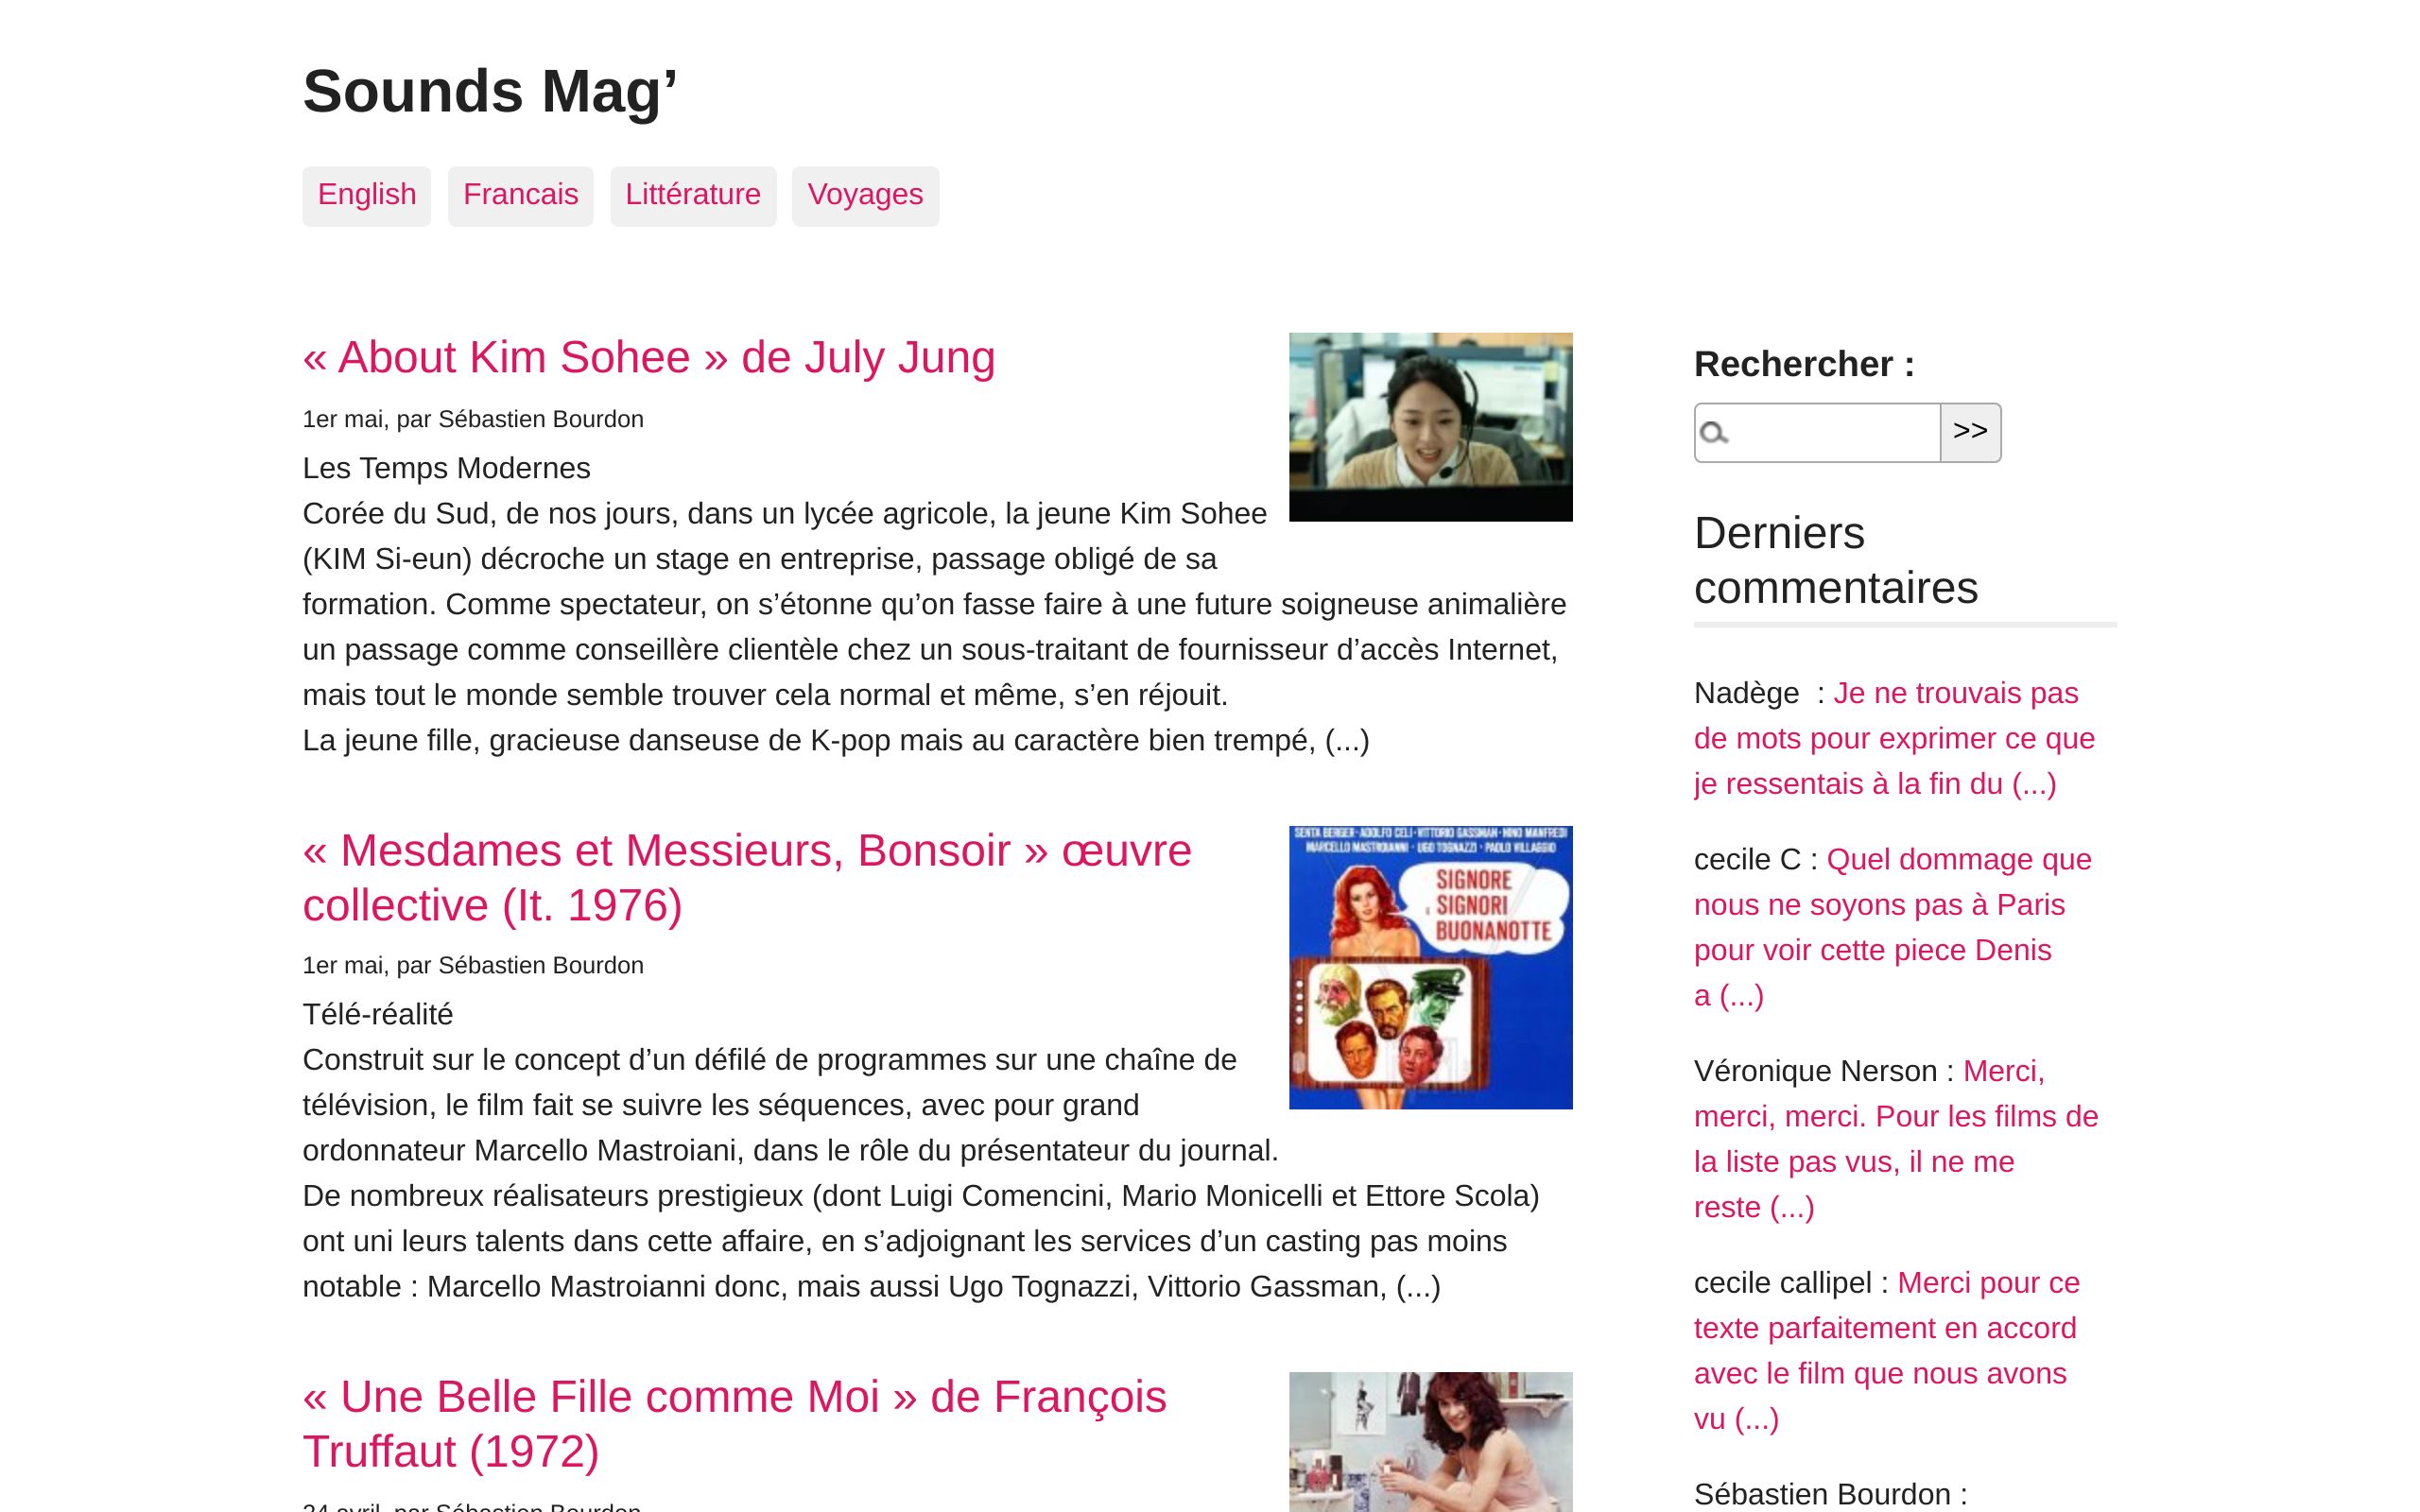 Sounds Mag’
English
Francais
Littérature
Voyages
« About Kim Sohee » de July Jung
1er mai, par Sébastien Bourdon
Les Temps Modernes
Corée du Sud, de nos jours, dans un lycée agricole, la jeune Kim Sohee
(KIM Si-eun) décroche un stage en entreprise, passage obligé de sa
formation. Comme spectateur, on s’étonne qu’on fasse faire à une future soigneuse animalière
un passage comme conseillère clientèle chez un sous-traitant de fournisseur d’accès Internet,
mais tout le monde semble trouver cela normal et même, s’en réjouit.
La jeune fille, gracieuse danseuse de K-pop mais au caractère bien trempé, (...)
« Mesdames et Messieurs, Bonsoir » œuvre
collective (It. 1976)
1er mai, par Sébastien Bourdon
Télé-réalité
Construit sur le concept d’un défilé de programmes sur une chaîne de
télévision, le film fait se suivre les séquences, avec pour grand
ordonnateur Marcello Mastroiani, dans le rôle du présentateur du journal.
De nombreux réalisateurs prestigieux (dont Luigi Comencini, Mario Monicelli et Ettore Scola)
ont uni leurs talents dans cette affaire, en s’adjoignant les services d’un casting pas moins
notable : Marcello Mastroianni donc, mais aussi Ugo Tognazzi, Vittorio Gassman, (...)
SENTA BERGER · ADOLFO CELI · VITTORIO GASSMAN · NINO MANFREDI
MARCELLO MASTROIANNI · UGO TOGNAZZI · PAOLO VILLAGGIO
SIGNORE
E SIGNORI
BUONANOTTE
« Une Belle Fille comme Moi » de François
Truffaut (1972)
24 avril, par Sébastien Bourdon
Rechercher :
>>
Derniers
commentaires
Nadège : Je ne trouvais pas
de mots pour exprimer ce que
je ressentais à la fin du (...)
cecile C : Quel dommage que
nous ne soyons pas à Paris
pour voir cette piece Denis
a (...)
Véronique Nerson : Merci,
merci, merci. Pour les films de
la liste pas vus, il ne me
reste (...)
cecile callipel : Merci pour ce
texte parfaitement en accord
avec le film que nous avons
vu (...)
Sébastien Bourdon :